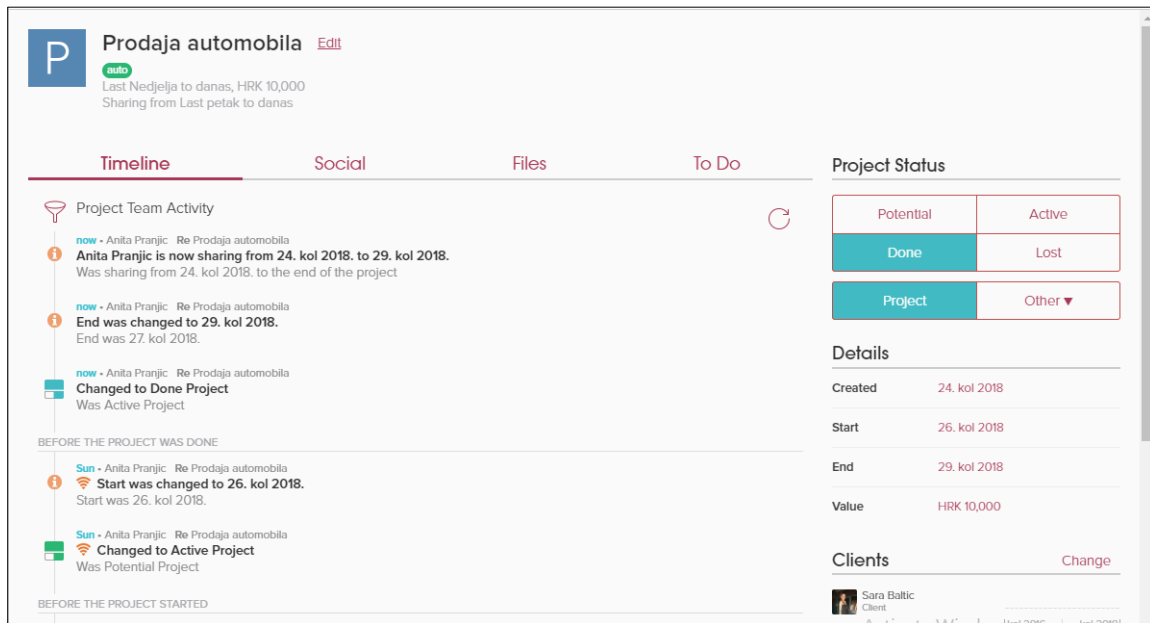 P
Prodaja automobila Edit
auto
Last Nedjelja to danas, HRK 10,000
Sharing from Last petak to danas
Timeline Social Files To Do
Project Team Activity
now • Anita Pranjic Re Prodaja automobila
Anita Pranjic is now sharing from 24. kol 2018. to 29. kol 2018.
Was sharing from 24. kol 2018. to the end of the project
now • Anita Pranjic Re Prodaja automobila
End was changed to 29. kol 2018.
End was 27. kol 2018.
now • Anita Pranjic Re Prodaja automobila
Changed to Done Project
Was Active Project
BEFORE THE PROJECT WAS DONE
Sun • Anita Pranjic Re Prodaja automobila
Start was changed to 26. kol 2018.
Start was 26. kol 2018.
Sun • Anita Pranjic Re Prodaja automobila
Changed to Active Project
Was Potential Project
BEFORE THE PROJECT STARTED
Project Status
Potential Active
Done Lost
Project Other ▼
Details
Created 24. kol 2018
Start 26. kol 2018
End 29. kol 2018
Value HRK 10,000
Clients Change
Sara Baltic
Client